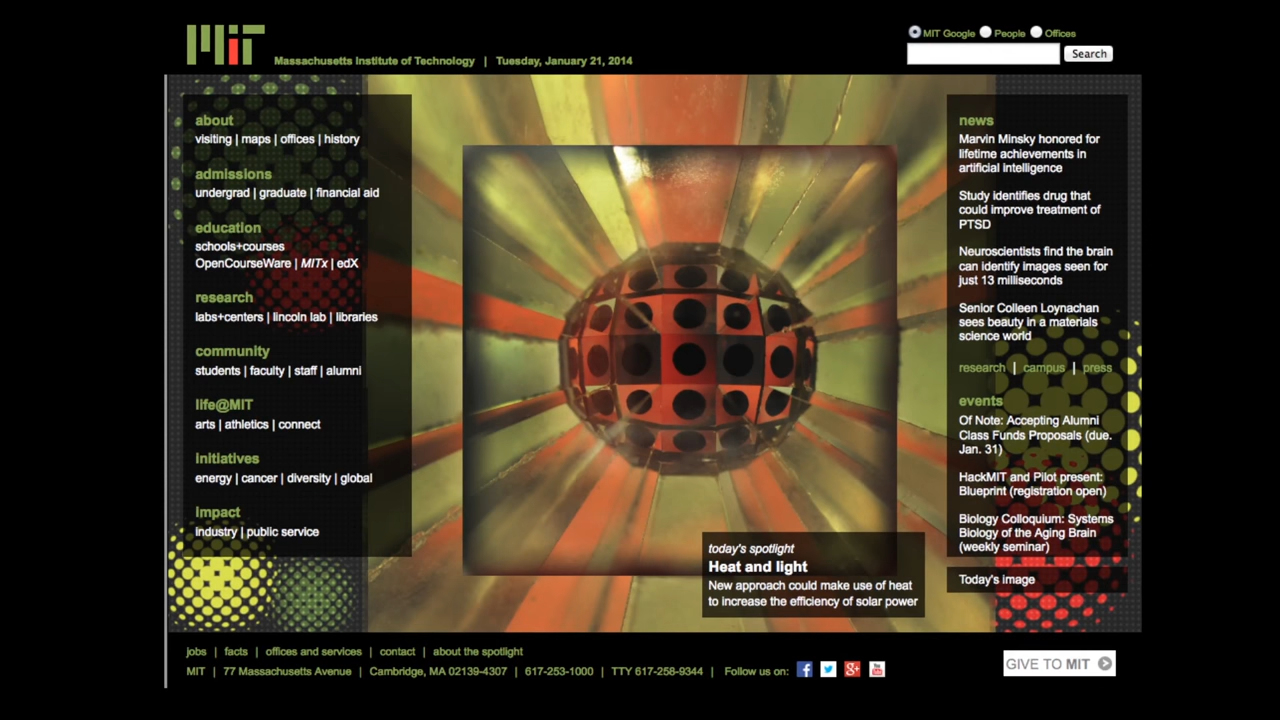 MIT
Massachusetts Institute of Technology | Tuesday, January 21, 2014
MIT Google People Offices
Search
about
visiting | maps | offices | history
admissions
undergrad | graduate | financial aid
education
schools+courses
OpenCourseWare | MITx | edX
research
labs+centers | lincoln lab | libraries
community
students | faculty | staff | alumni
life@MIT
arts | athletics | connect
initiatives
energy | cancer | diversity | global
impact
industry | public service
today's spotlight
Heat and light
New approach could make use of heat
to increase the efficiency of solar power
news
Marvin Minsky honored for
lifetime achievements in
artificial intelligence
Study identifies drug that
could improve treatment of
PTSD
Neuroscientists find the brain
can identify images seen for
just 13 milliseconds
Senior Colleen Loynachan
sees beauty in a materials
science world
research | campus | press
events
Of Note: Accepting Alumni
Class Funds Proposals (due.
Jan. 31)
HackMIT and Pilot present:
Blueprint (registration open)
Biology Colloquium: Systems
Biology of the Aging Brain
(weekly seminar)
Today's image
jobs | facts | offices and services | contact | about the spotlight
MIT | 77 Massachusetts Avenue | Cambridge, MA 02139-4307 | 617-253-1000 | TTY 617-258-9344 | Follow us on:
GIVE TO MIT